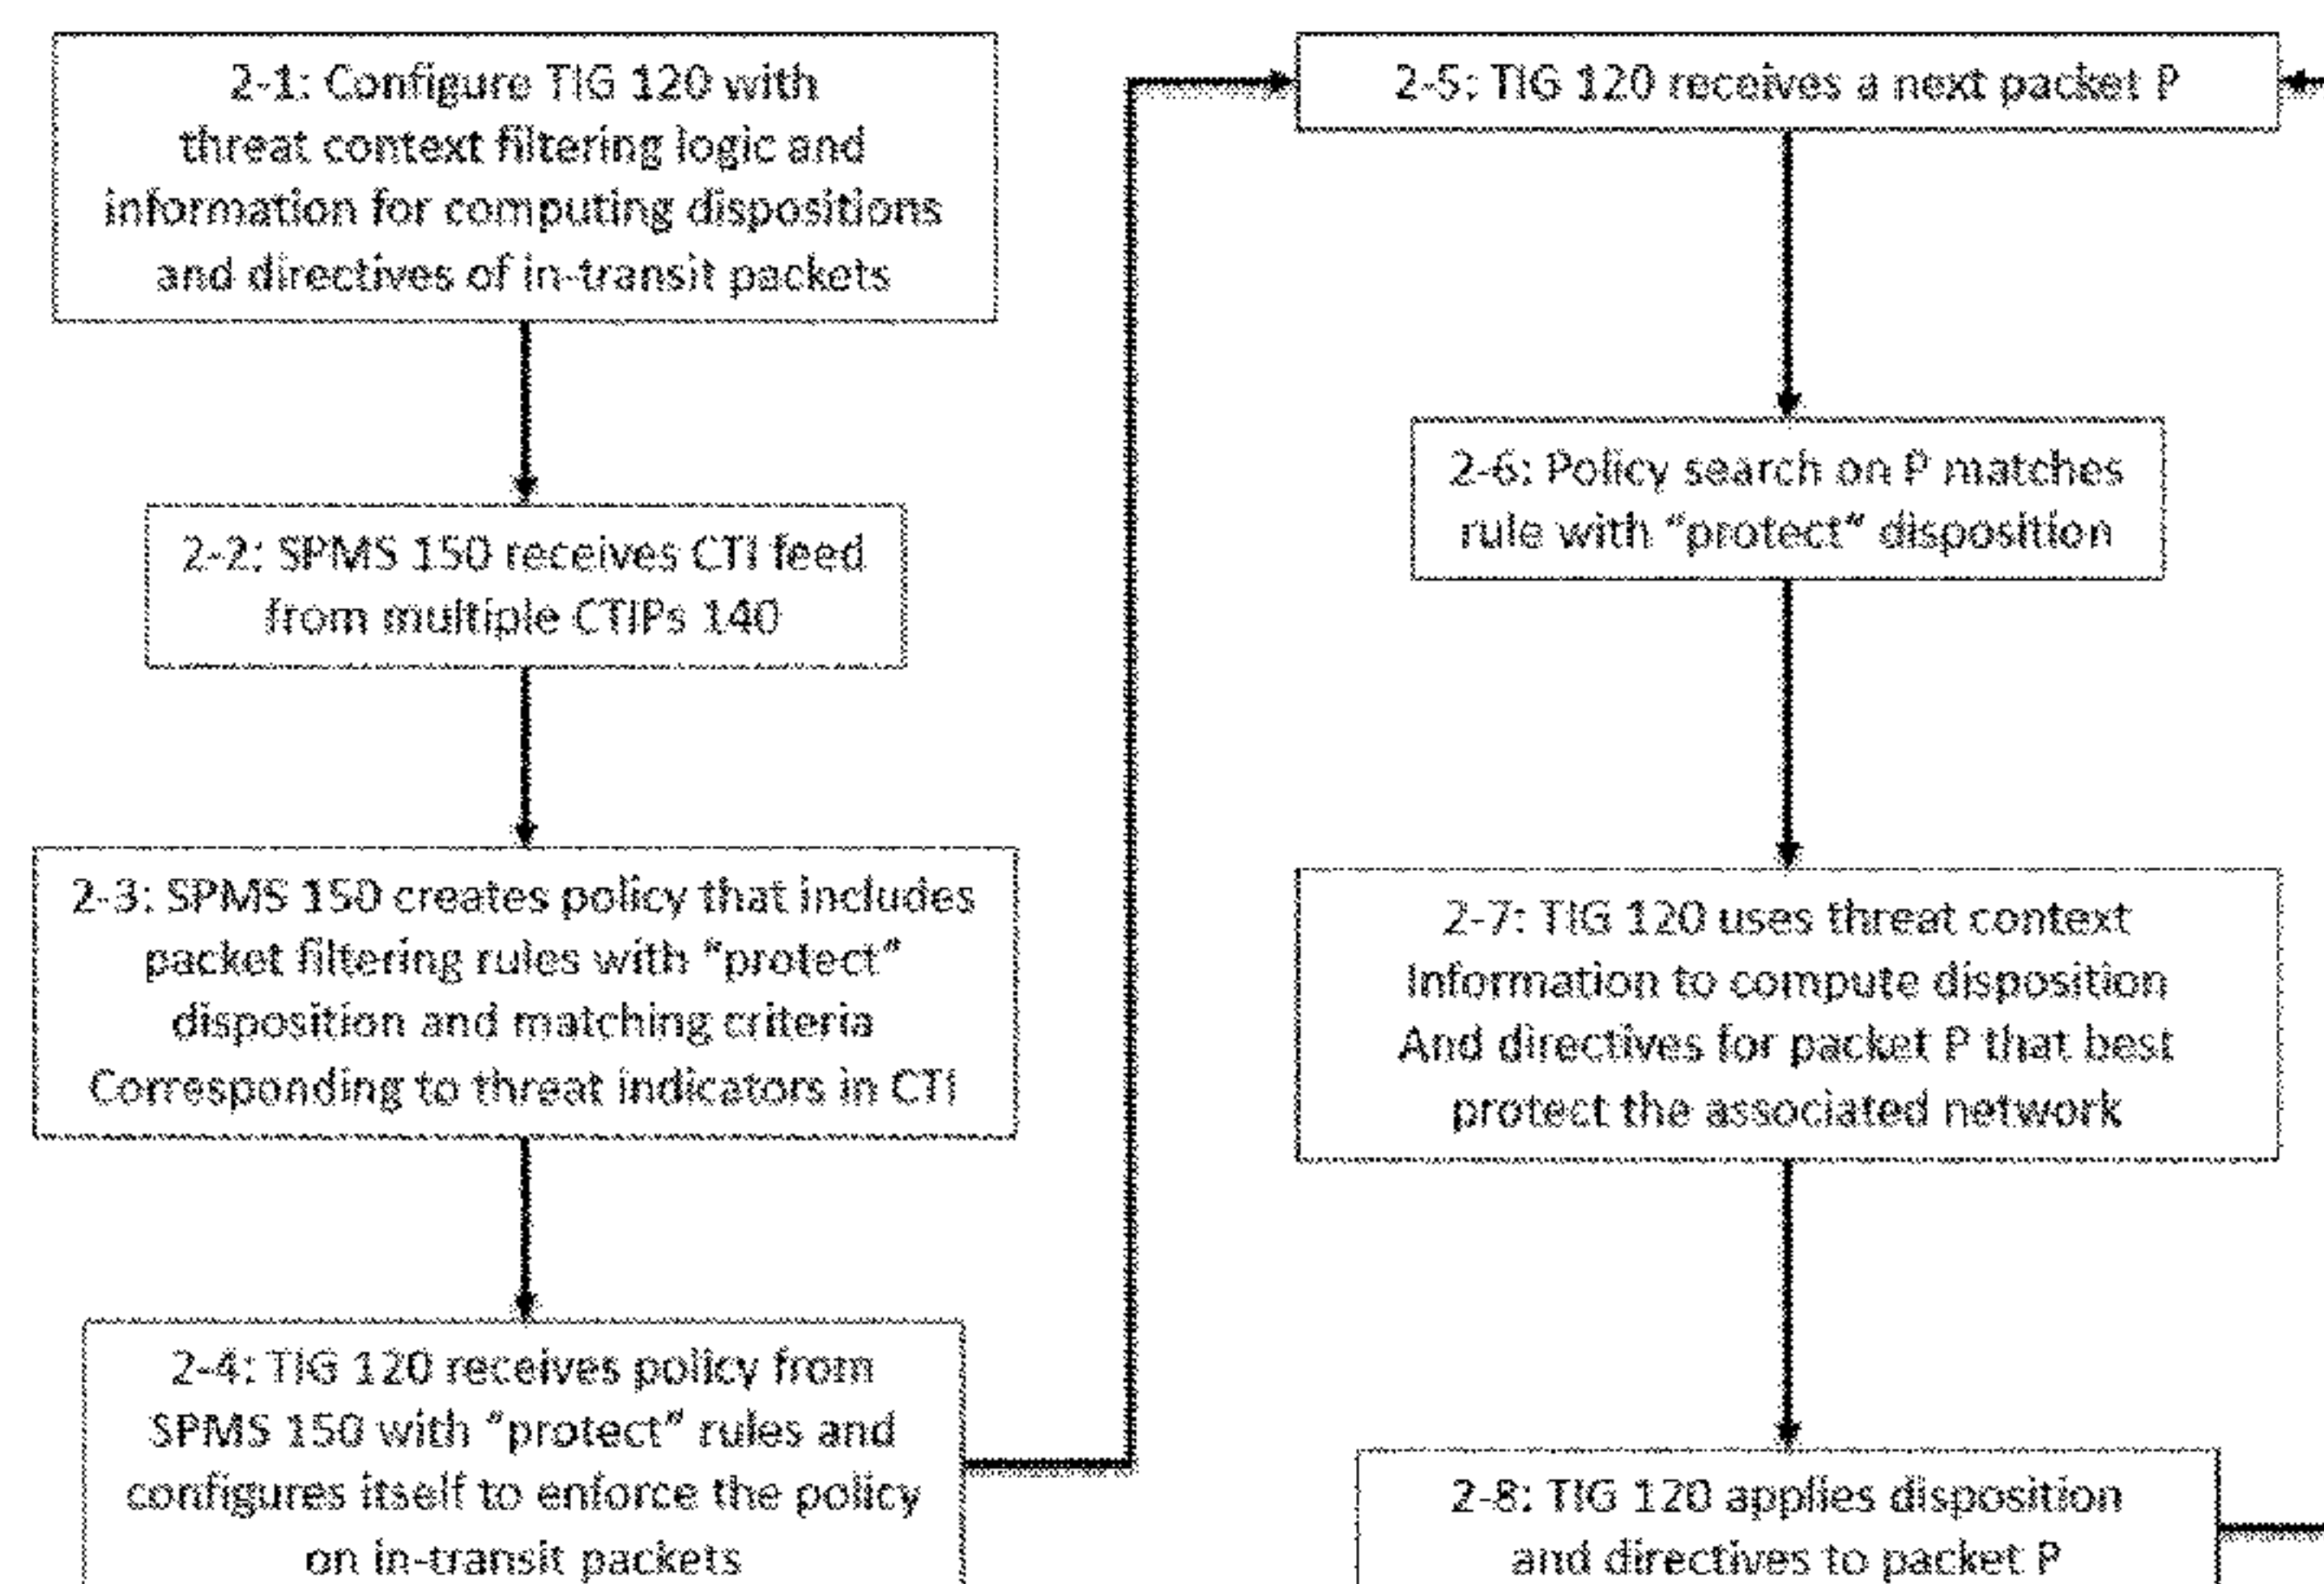 2-1: Configure TIG 120 with
threat context filtering logic and
information for computing dispositions
and directives of in-transit packets
2-2: SPMS 150 receives CTI feed
from multiple CTIPs 140
2-3: SPMS 150 creates policy that includes
packet filtering rules with “protect”
disposition and matching criteria
Corresponding to threat indicators in CTI
2-4: TIG 120 receives policy from
SPMS 150 with “protect” rules and
configures itself to enforce the policy
on in-transit packets
2-5: TIG 120 receives a next packet P
2-6: Policy search on P matches
rule with “protect” disposition
2-7: TIG 120 uses threat context
Information to compute disposition
And directives for packet P that best
protect the associated network
2-8: TIG 120 applies disposition
and directives to packet P